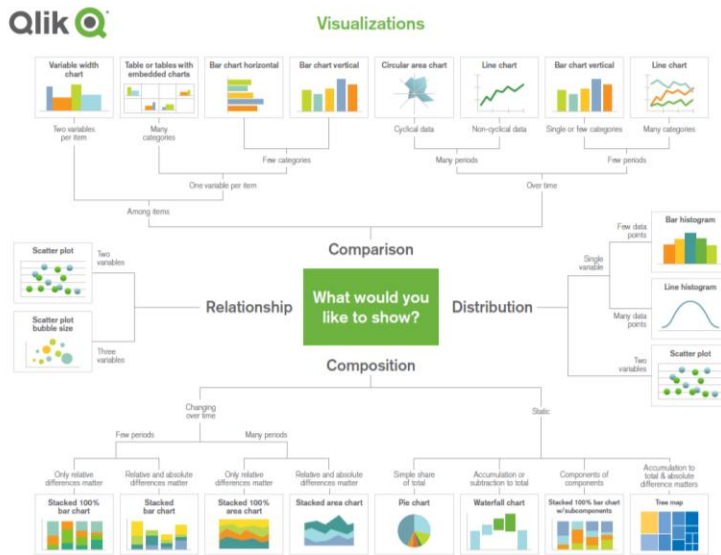 Qlik
Visualizations
Variable width
chart
Table or tables with
embedded charts
Bar chart horizontal
Bar chart vertical
Circular area chart
Line chart
Bar chart vertical
Line chart
Two variables
per item
Many
categories
Few categories
Cyclical data
Non-cyclical data
Single or few categories
Many categories
One variable per item
Many periods
Few periods
Among items
Over time
Comparison
Scatter plot
Two
variables
Scatter plot
bubble size
Three
variables
Relationship
What would you
like to show?
Distribution
Single
variable
Few data
points
Bar histogram
Many data
points
Line histogram
Two
variables
Scatter plot
Composition
Changing
over time
Static
Few periods
Many periods
Only relative
differences matter
Relative and absolute
differences matter
Only relative
differences matter
Relative and absolute
differences matter
Simple share
of total
Accumulation or
subtraction to total
Components of
components
Accumulation to
total & absolute
difference matters
Stacked 100%
bar chart
Stacked
bar chart
Stacked 100%
area chart
Stacked area chart
Pie chart
Waterfall chart
Stacked 100% bar chart
w/subcomponents
Tree map